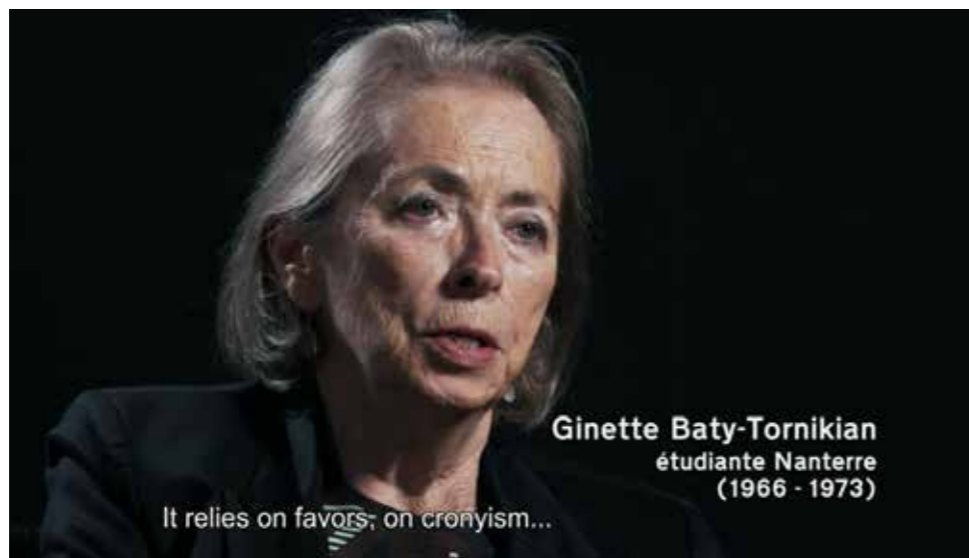 Ginette Baty-Tornikian
étudiante Nanterre
(1966 - 1973)
It relies on favors, on cronyism...